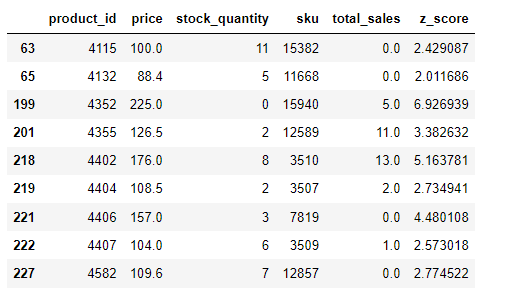 product_id price stock_quantity sku total_sales z_score
63 4115 100.0 11 15382 0.0 2.429087
65 4132 88.4 5 11668 0.0 2.011686
199 4352 225.0 0 15940 5.0 6.926939
201 4355 126.5 2 12589 11.0 3.382632
218 4402 176.0 8 3510 13.0 5.163781
219 4404 108.5 2 3507 2.0 2.734941
221 4406 157.0 3 7819 0.0 4.480108
222 4407 104.0 6 3509 1.0 2.573018
227 4582 109.6 7 12857 0.0 2.774522